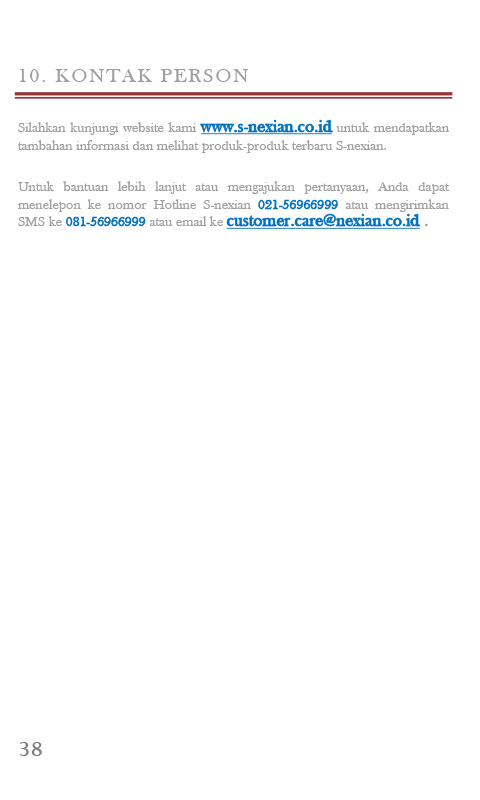 10. KONTAK PERSON
Silahkan kunjungi website kami www.s-nexian.co.id untuk mendapatkan
tambahan informasi dan melihat produk-produk terbaru S-nexian.
Untuk bantuan lebih lanjut atau mengajukan pertanyaan, Anda dapat
menelepon ke nomor Hotline S-nexian 021-56966999 atau mengirimkan
SMS ke 081-56966999 atau email ke customer.care@nexian.co.id .
38